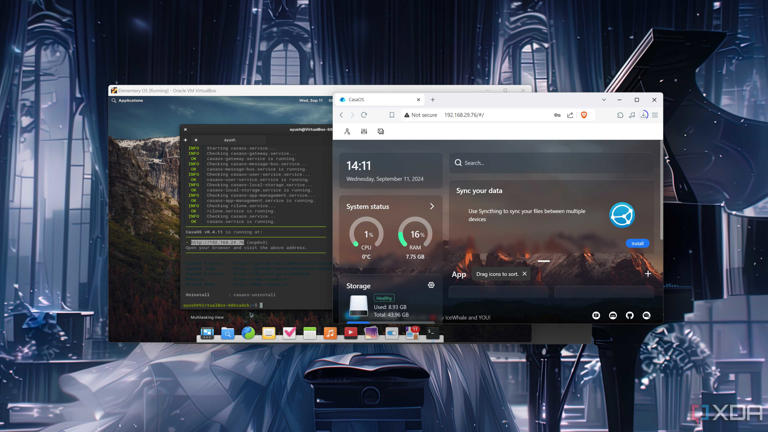 Elementary OS [Running] - Oracle VM VirtualBox
Applications
Wed, Sep 11
ayush
INFO Starting casaos.service...
INFO Checking casaos-gateway.service...
OK casaos-gateway.service is running.
INFO Checking casaos-message-bus.service...
OK casaos-message-bus.service is running.
INFO Checking casaos-user-service.service...
OK casaos-user-service.service is running.
INFO Checking casaos-local-storage.service...
OK casaos-local-storage.service is running.
INFO Checking casaos-app-management.service...
OK casaos-app-management.service is running.
INFO Checking rclone.service...
OK rclone.service is running.
INFO Checking casaos.service...
OK casaos.service is running.
CasaOS v0.4.11 is running at:
- http://192.168.29.76 (enp0s3)
Open your browser and visit the above address.
Uninstall : casaos-uninstall
Multitasking View
CasaOS
Not secure 192.168.29.76/#/
14:11
Wednesday, September 11, 2024
System status
1%
CPU
0°C
16%
RAM
7.75 GB
Storage
Healthy
Used: 8.93 GB
Total: 43.96 GB
Search...
Sync your data
Use Syncthing to sync your files between multiple
devices
Install
App
Drag icons to sort.
by IceWhale and YOU!
XDA